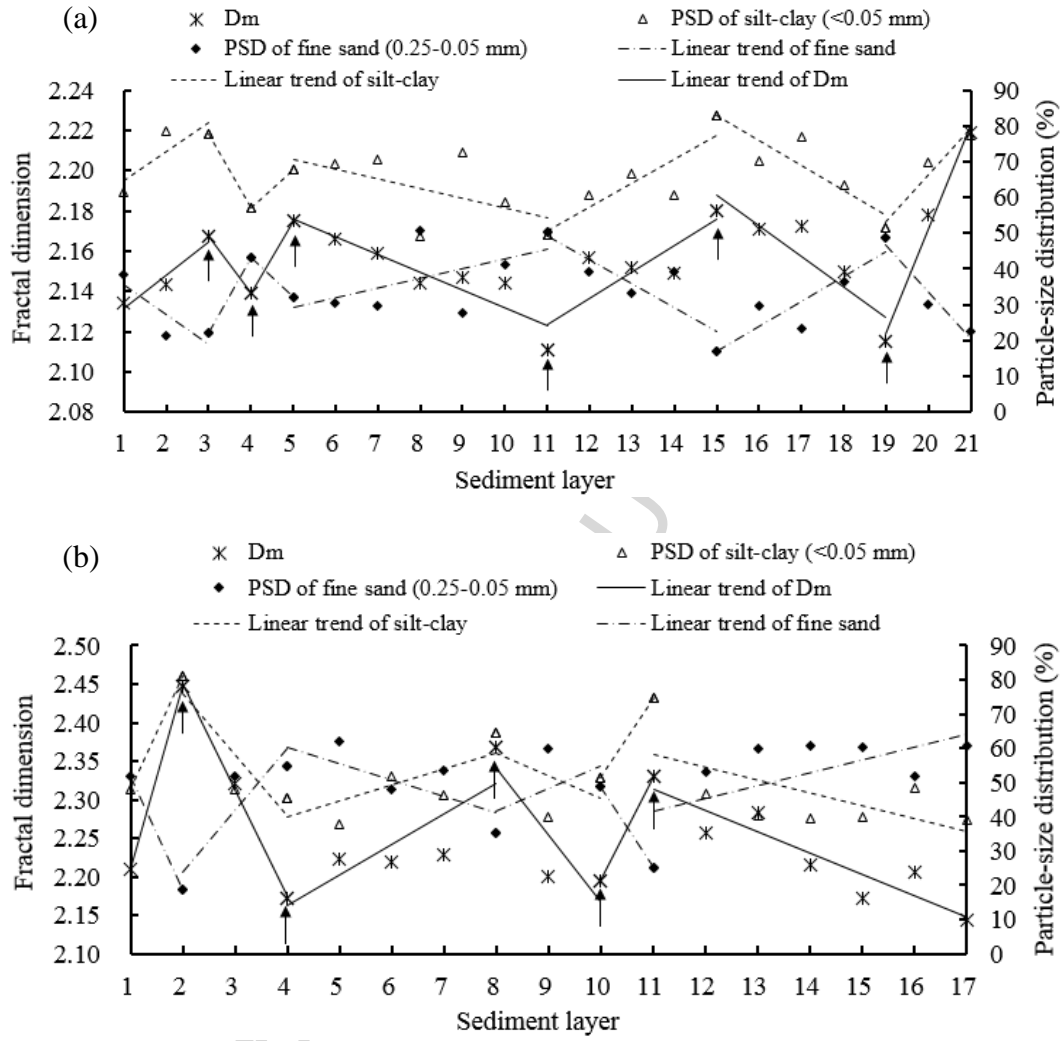 (a)
Dm
PSD of silt-clay (<0.05 mm)
PSD of fine sand (0.25-0.05 mm)
Linear trend of fine sand
Linear trend of silt-clay
Linear trend of Dm
2.24
2.22
2.20
2.18
2.16
2.14
2.12
2.10
2.08
Fractal dimension
90
80
70
60
50
40
30
20
10
0
Particle-size distribution (%)
1 2 3 4 5 6 7 8 9 10 11 12 13 14 15 16 17 18 19 20 21
Sediment layer
(b)
Dm
PSD of silt-clay (<0.05 mm)
PSD of fine sand (0.25-0.05 mm)
Linear trend of Dm
Linear trend of silt-clay
Linear trend of fine sand
2.50
2.45
2.40
2.35
2.30
2.25
2.20
2.15
2.10
Fractal dimension
90
80
70
60
50
40
30
20
10
0
Particle-size distribution (%)
1 2 3 4 5 6 7 8 9 10 11 12 13 14 15 16 17
Sediment layer